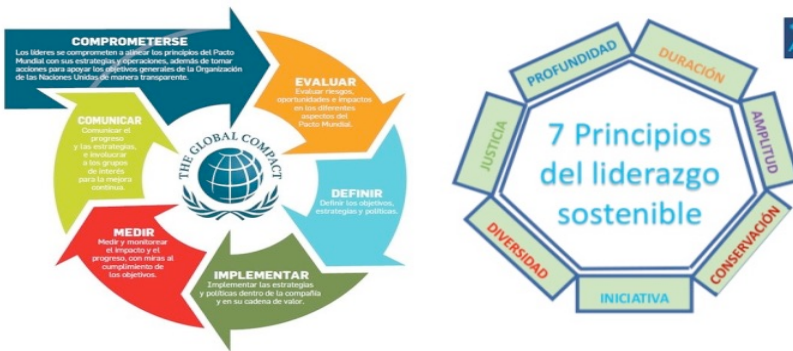 COMPROMETERSE
Los líderes se comprometen a alinear los principios del Pacto
Mundial con sus estrategias y operaciones, además de tomar
acciones para apoyar los objetivos generales de la Organización
de las Naciones Unidas de manera transparente.
EVALUAR
Evaluar riesgos,
oportunidades e impactos
en los diferentes
aspectos del
Pacto Mundial.
DEFINIR
Definir los objetivos,
estrategias y políticas.
IMPLEMENTAR
Implementar las estrategias
y políticas dentro de la compañía
y en su cadena de valor.
MEDIR
Medir y monitorear
el impacto y el
progreso, con miras al
cumplimiento de
los objetivos.
COMUNICAR
Comunicar el
progreso
y las estrategias,
e involucrar
a los grupos
de interés
para la mejora
continua.
THE GLOBAL COMPACT
7 Principios
del liderazgo
sostenible
PROFUNDIDAD
DURACIÓN
AMPLITUD
CONSERVACIÓN
INICIATIVA
DIVERSIDAD
JUSTICIA